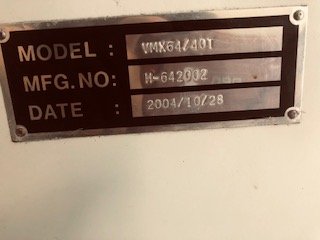 MODEL : VMX64/40T
MFG.NO: H-642002
DATE : 2004/10/28